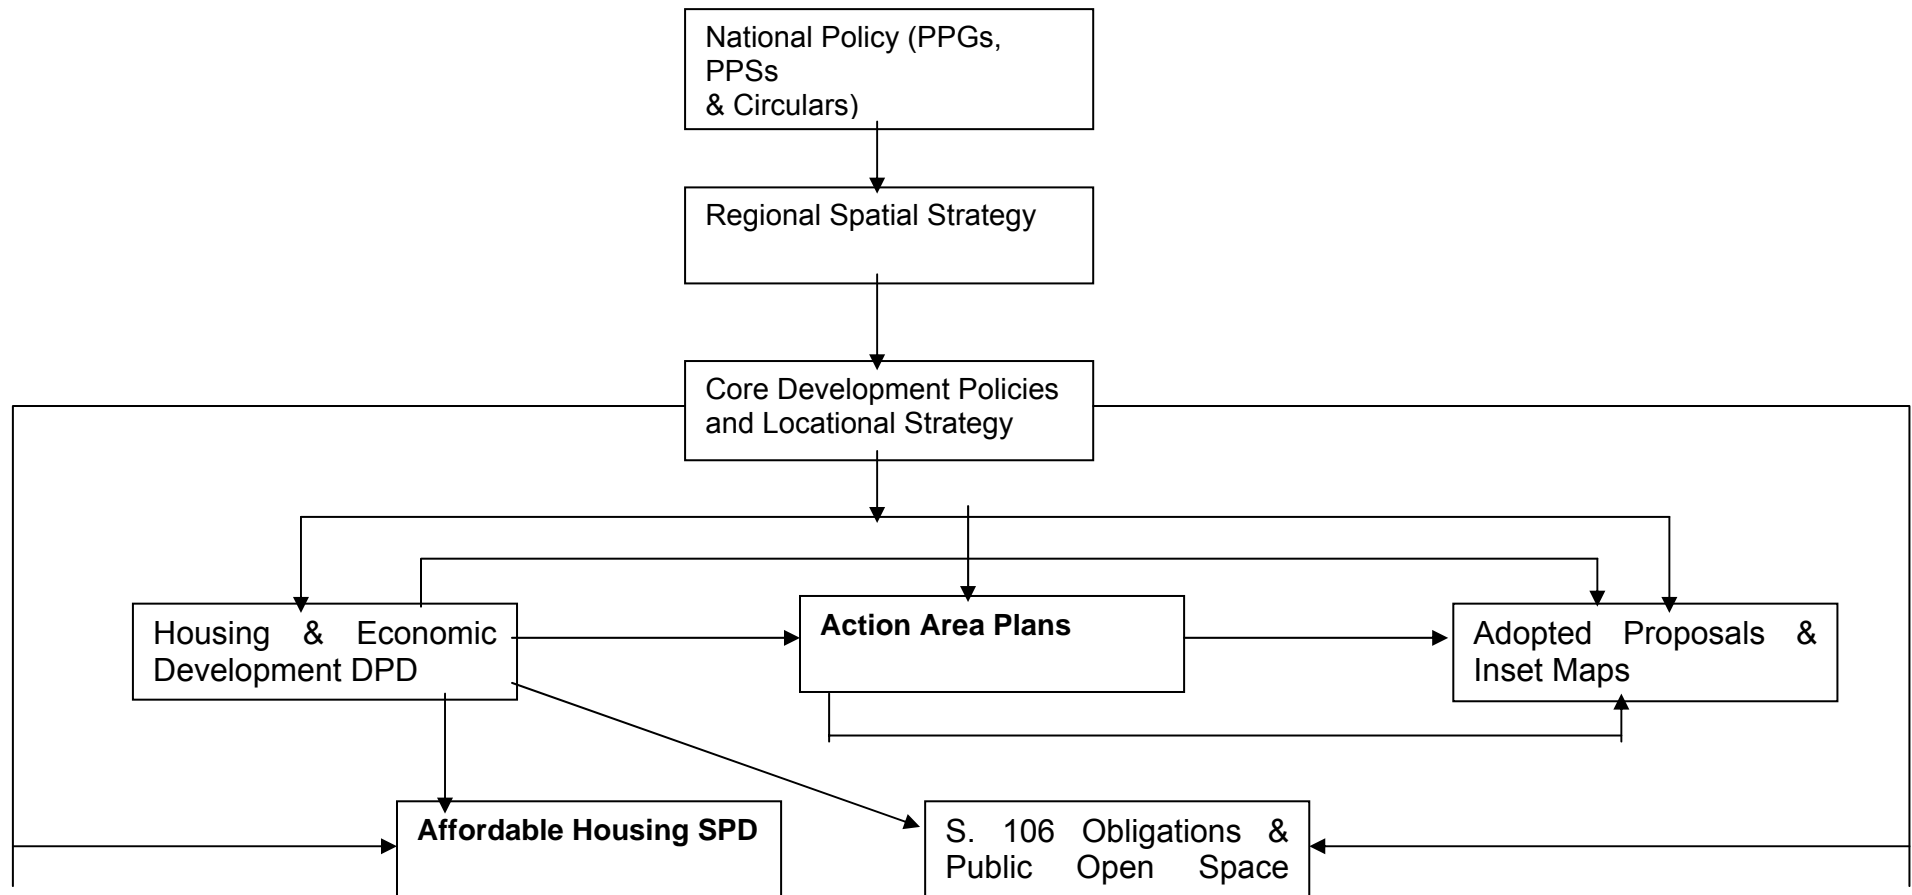 National Policy (PPGs,
PPSs
& Circulars)
Regional Spatial Strategy
Core Development Policies
and Locational Strategy
Housing & Economic
Development DPD
Action Area Plans
Adopted Proposals &
Inset Maps
Affordable Housing SPD
S. 106 Obligations &
Public Open Space